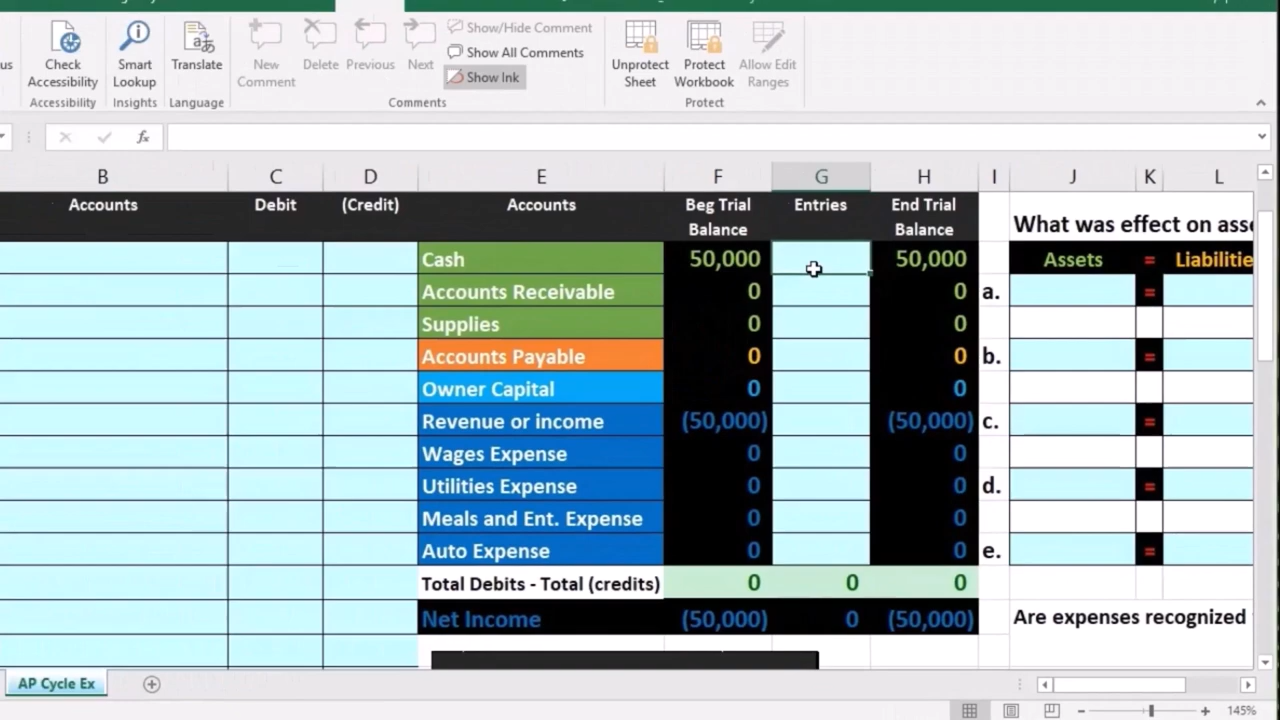 us
Check
Accessibility
Accessibility
Smart
Lookup
Insights
Translate
Language
New
Comment
Delete
Previous
Next
Show/Hide Comment
Show All Comments
Show Ink
Comments
Unprotect
Sheet
Protect
Workbook
Allow Edit
Ranges
Protect
fx
B C D E F G H I J K L
Accounts Debit (Credit) Accounts Beg Trial Balance Entries End Trial Balance
What was effect on asse
Cash 50,000 50,000 Assets = Liabilitie
Accounts Receivable 0 0 a. =
Supplies 0 0
Accounts Payable 0 0 b. =
Owner Capital 0 0
Revenue or income (50,000) (50,000) c. =
Wages Expense 0 0
Utilities Expense 0 0 d. =
Meals and Ent. Expense 0 0
Auto Expense 0 0 e. =
Total Debits - Total (credits) 0 0 0
Net Income (50,000) 0 (50,000) Are expenses recognized
AP Cycle Ex
145%